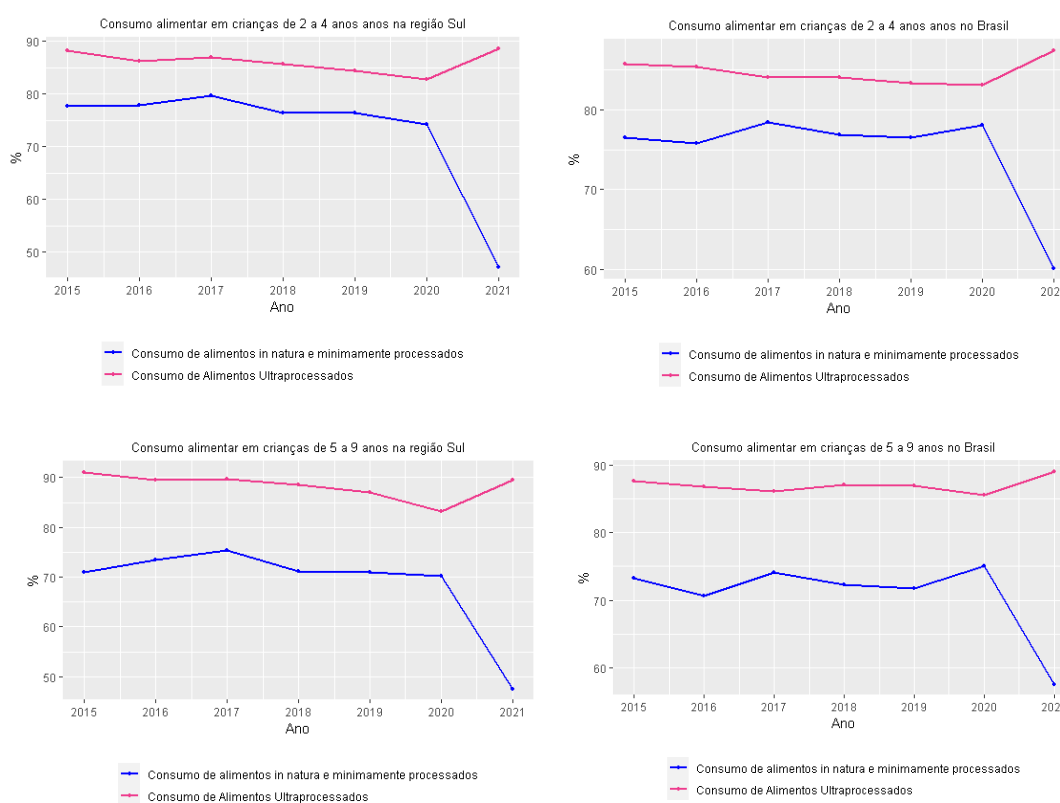 Consumo alimentar em crianças de 2 a 4 anos anos na região Sul
90
80
70
60
50
%
2015 2016 2017 2018 2019 2020 2021
Ano
Consumo de alimentos in natura e minimamente processados
Consumo de Alimentos Ultraprocessados
Consumo alimentar em crianças de 2 a 4 anos anos no Brasil
80
70
60
%
2015 2016 2017 2018 2019 2020 202
Ano
Consumo de alimentos in natura e minimamente processados
Consumo de Alimentos Ultraprocessados
Consumo alimentar em crianças de 5 a 9 anos na região Sul
90
80
70
60
50
%
2015 2016 2017 2018 2019 2020 2021
Ano
Consumo de alimentos in natura e minimamente processados
Consumo de Alimentos Ultraprocessados
Consumo alimentar em crianças de 5 a 9 anos no Brasil
90
80
70
60
%
2015 2016 2017 2018 2019 2020 202
Ano
Consumo de alimentos in natura e minimamente processados
Consumo de Alimentos Ultraprocessados